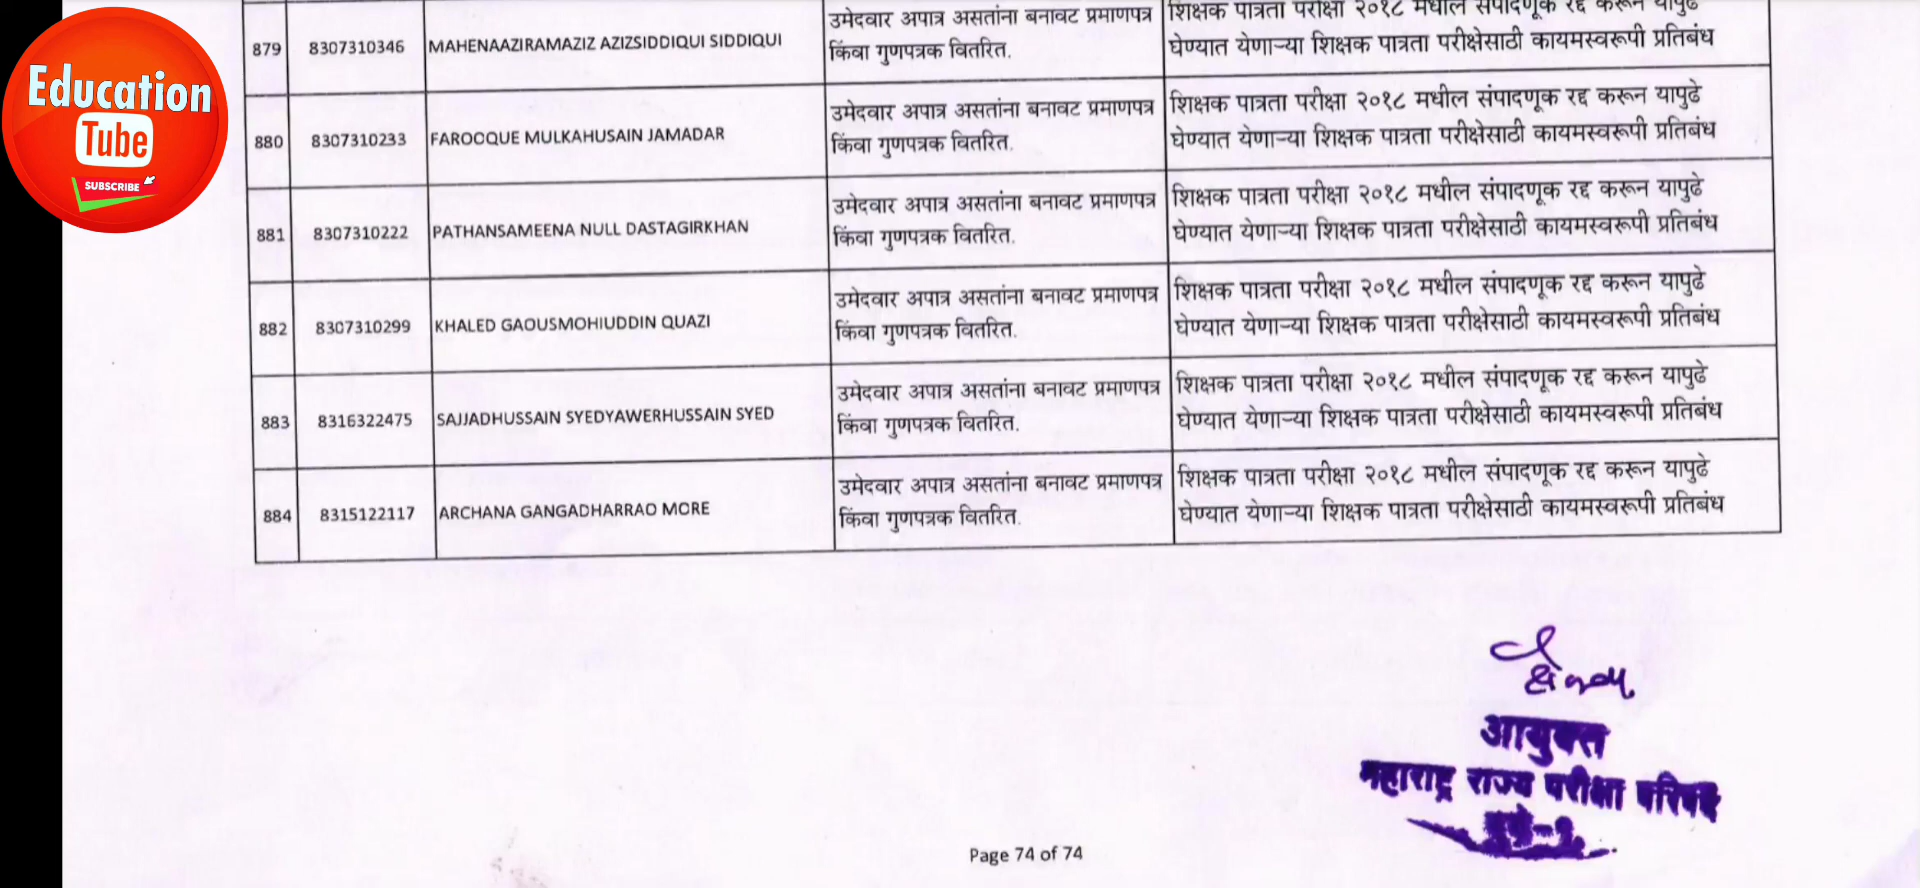 Education
Tube
SUBSCRIBE
879 8307310346 MAHENAAZIRAMAZIZ AZIZSIDDIQUI SIDDIQUI उमेदवार अपात्र असतांना बनावट प्रमाणपत्र शिक्षक पात्रता परीक्षा २०१८ मधील संपादणूक रद्द करून यापुढे
किंवा गुणपत्रक वितरित. घेण्यात येणाऱ्या शिक्षक पात्रता परीक्षेसाठी कायमस्वरूपी प्रतिबंध
880 8307310233 FAROCQUE MULKAHUSAIN JAMADAR उमेदवार अपात्र असतांना बनावट प्रमाणपत्र शिक्षक पात्रता परीक्षा २०१८ मधील संपादणूक रद्द करून यापुढे
किंवा गुणपत्रक वितरित. घेण्यात येणाऱ्या शिक्षक पात्रता परीक्षेसाठी कायमस्वरूपी प्रतिबंध
881 8307310222 PATHANSAMEENA NULL DASTAGIRKHAN उमेदवार अपात्र असतांना बनावट प्रमाणपत्र शिक्षक पात्रता परीक्षा २०१८ मधील संपादणूक रद्द करून यापुढे
किंवा गुणपत्रक वितरित. घेण्यात येणाऱ्या शिक्षक पात्रता परीक्षेसाठी कायमस्वरूपी प्रतिबंध
882 8307310299 KHALED GAOUSMOHIUDDIN QUAZI उमेदवार अपात्र असतांना बनावट प्रमाणपत्र शिक्षक पात्रता परीक्षा २०१८ मधील संपादणूक रद्द करून यापुढे
किंवा गुणपत्रक वितरित. घेण्यात येणाऱ्या शिक्षक पात्रता परीक्षेसाठी कायमस्वरूपी प्रतिबंध
883 8316322475 SAJJADHUSSAIN SYEDYAWERHUSSAIN SYED उमेदवार अपात्र असतांना बनावट प्रमाणपत्र शिक्षक पात्रता परीक्षा २०१८ मधील संपादणूक रद्द करून यापुढे
किंवा गुणपत्रक वितरित. घेण्यात येणाऱ्या शिक्षक पात्रता परीक्षेसाठी कायमस्वरूपी प्रतिबंध
884 8315122117 ARCHANA GANGADHARRAO MORE उमेदवार अपात्र असतांना बनावट प्रमाणपत्र शिक्षक पात्रता परीक्षा २०१८ मधील संपादणूक रद्द करून यापुढे
किंवा गुणपत्रक वितरित. घेण्यात येणाऱ्या शिक्षक पात्रता परीक्षेसाठी कायमस्वरूपी प्रतिबंध
आयुक्त
महाराष्ट्र राज्य परीक्षा परिषद
Page 74 of 74